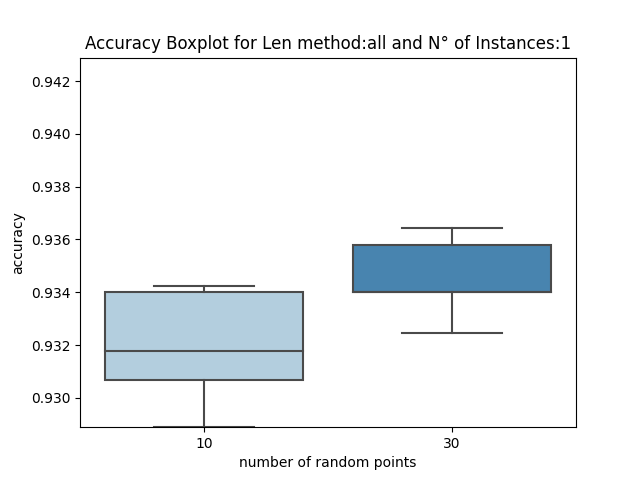 Accuracy Boxplot for Len method:all and N° of Instances:1
0.942
0.940
0.938
0.936
0.934
0.932
0.930
accuracy
10 30
number of random points